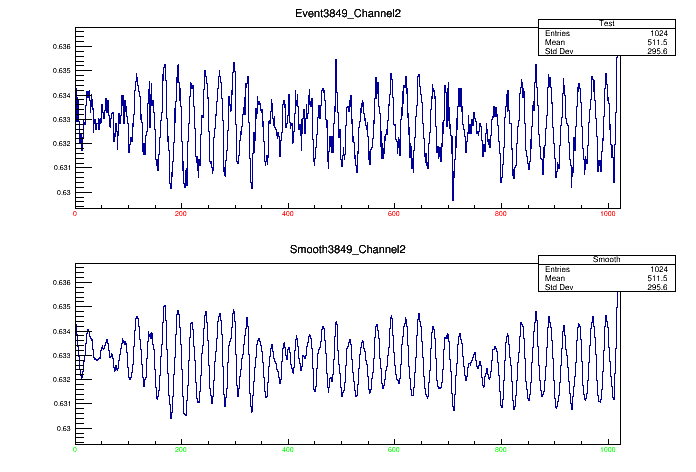 Event3849_Channel2
Test
Entries 1024
Mean 511.5
Std Dev 295.6
0.636
0.635
0.634
0.633
0.632
0.631
0.63
0 200 400 600 800 1000
Smooth3849_Channel2
Smooth
Entries 1024
Mean 511.5
Std Dev 295.6
0.636
0.635
0.634
0.633
0.632
0.631
0.63
0 200 400 600 800 1000